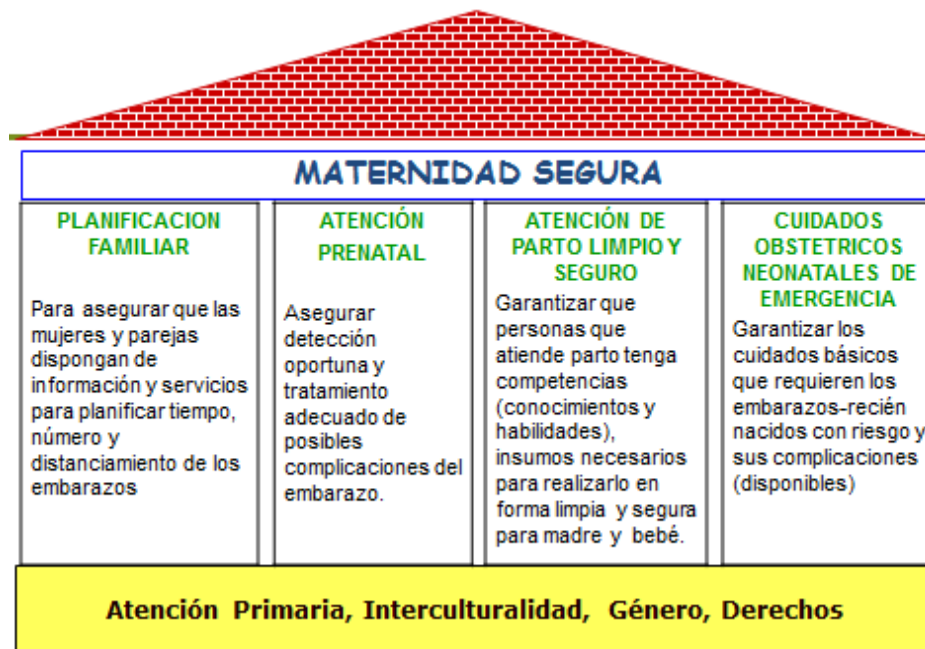 MATERNIDAD SEGURA
PLANIFICACION
FAMILIAR
Para asegurar que las
mujeres y parejas
dispongan de
información y servicios
para planificar tiempo,
número y
distanciamiento de los
embarazos
ATENCIÓN
PRENATAL
Asegurar
detección
oportuna y
tratamiento
adecuado de
posibles
complicaciones del
embarazo.
ATENCIÓN DE
PARTO LIMPIO Y
SEGURO
Garantizar que
personas que
atiende parto tenga
competencias
(conocimientos y
habilidades),
insumos necesarios
para realizarlo en
forma limpia y segura
para madre y bebé.
CUIDADOS
OBSTETRICOS
NEONATALES DE
EMERGENCIA
Garantizar los
cuidados básicos
que requieren los
embarazos-recién
nacidos con riesgo y
sus complicaciones
(disponibles)
Atención Primaria, Interculturalidad, Género, Derechos